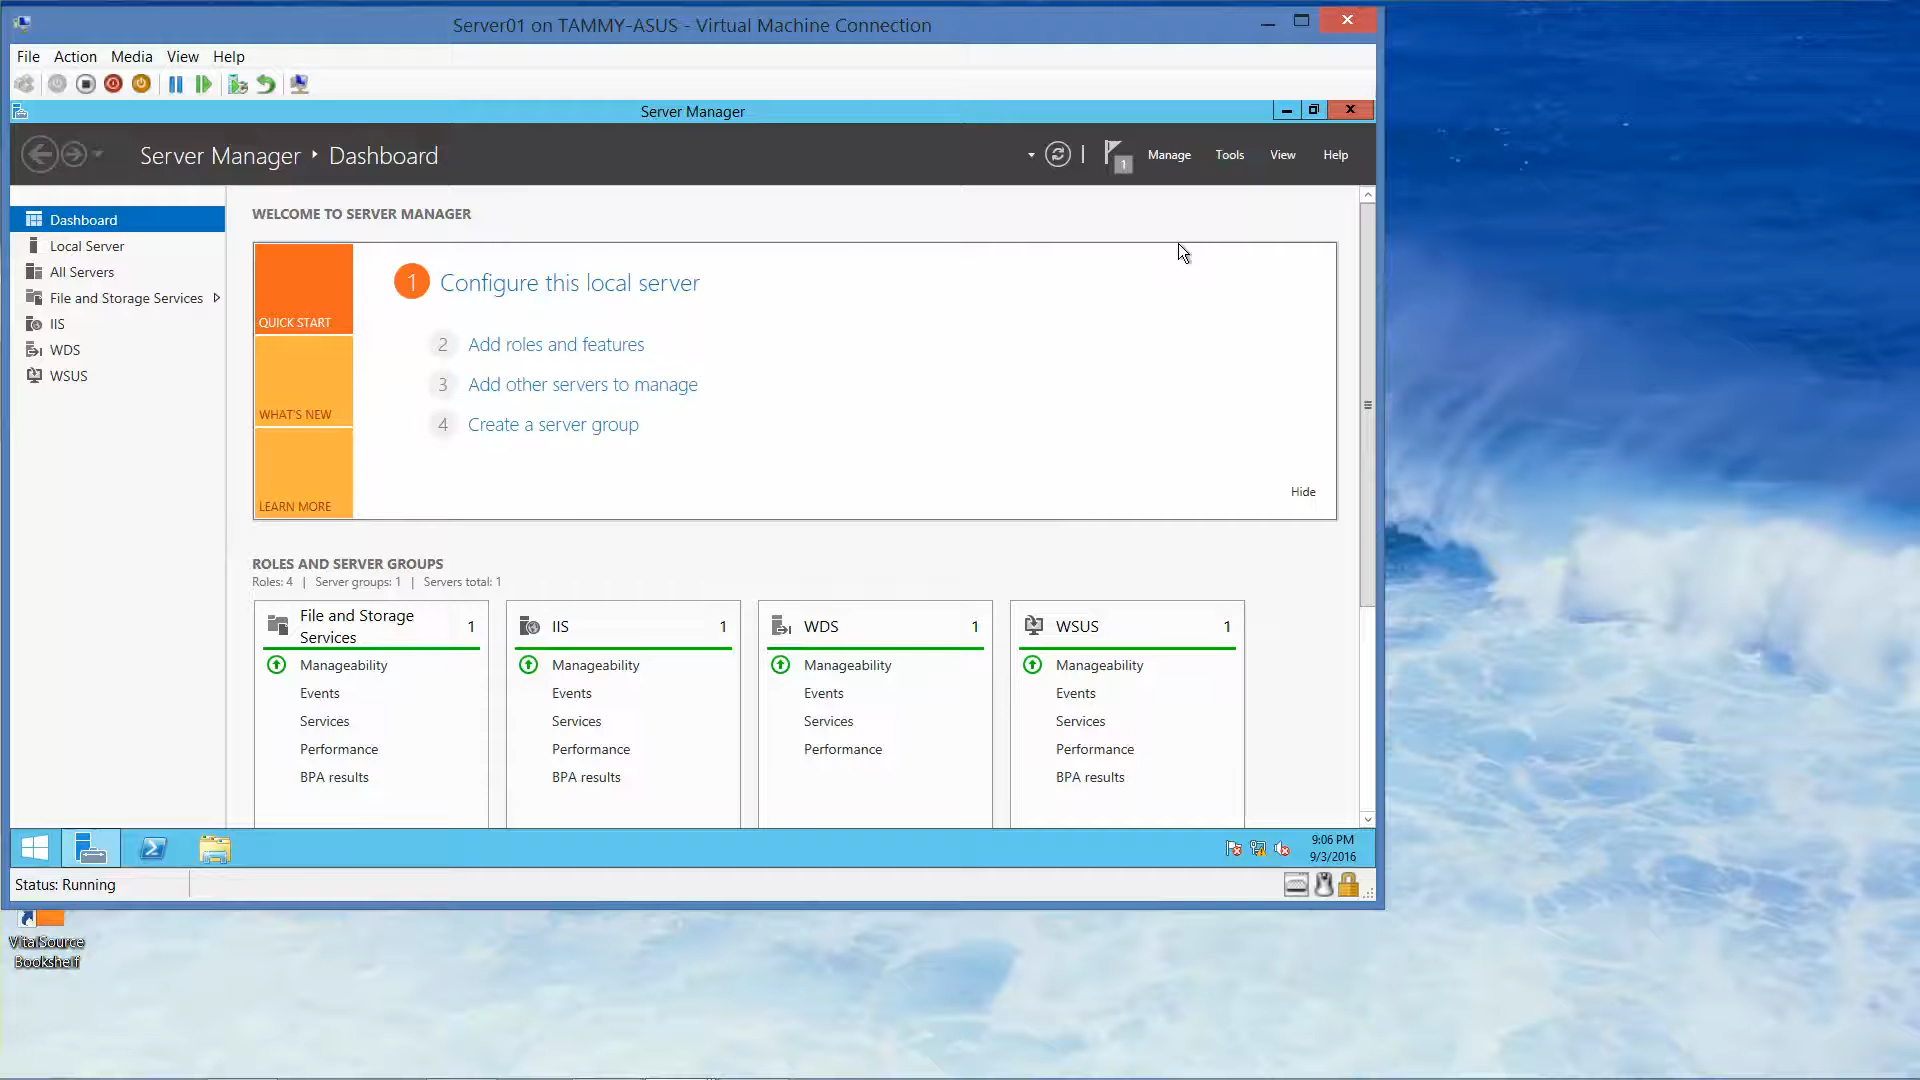 Server01 on TAMMY-ASUS - Virtual Machine Connection
File Action Media View Help
Server Manager
Server Manager Dashboard
1 Manage Tools View Help
Dashboard
Local Server
All Servers
File and Storage Services
IIS
WDS
WSUS
WELCOME TO SERVER MANAGER
QUICK START
WHAT'S NEW
LEARN MORE
1 Configure this local server
2 Add roles and features
3 Add other servers to manage
4 Create a server group
Hide
ROLES AND SERVER GROUPS
Roles: 4 | Server groups: 1 | Servers total: 1
File and Storage
Services 1
Manageability
Events
Services
Performance
BPA results
IIS 1
Manageability
Events
Services
Performance
BPA results
WDS 1
Manageability
Events
Services
Performance
WSUS 1
Manageability
Events
Services
Performance
BPA results
9:06 PM
9/3/2016
Status: Running
VitalSource
Bookshelf